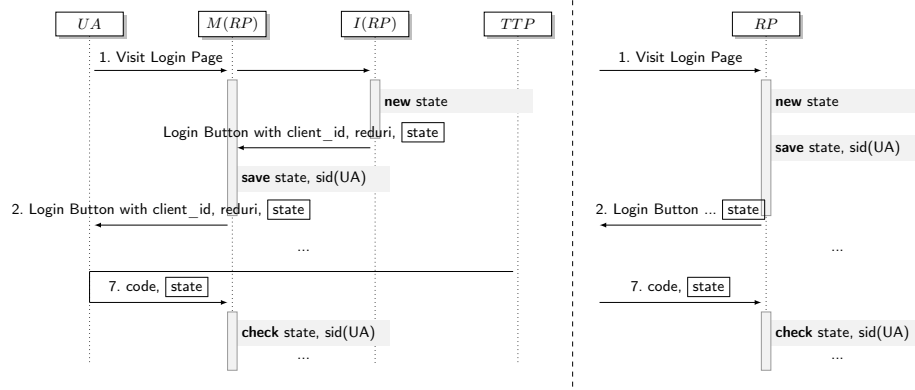 UA M(RP) I(RP) TTP RP
1. Visit Login Page 1. Visit Login Page
new state new state
Login Button with client_id, reduri, state
save state, sid(UA)
save state, sid(UA)
2. Login Button with client_id, reduri, state 2. Login Button ... state
... ...
7. code, state 7. code, state
check state, sid(UA) check state, sid(UA)
... ...